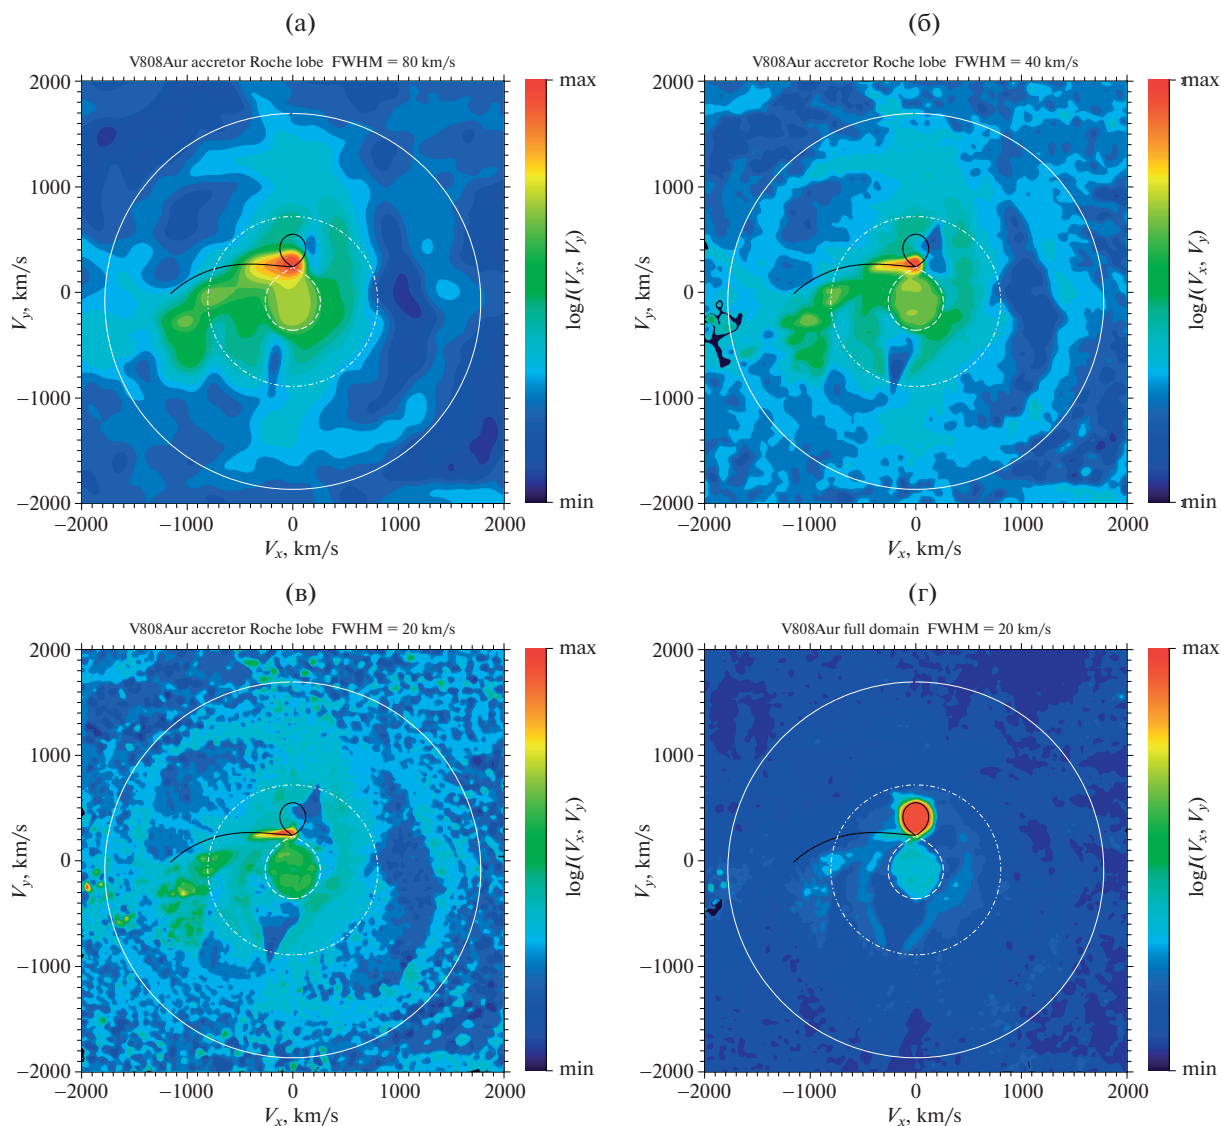 (а)
V808Aur accretor Roche lobe FWHM = 80 km/s
2000
1000
0
−1000
−2000
−2000
−1000
0
1000
2000
V_y, km/s
V_x, km/s
max
logI(V_x, V_y)
min
(б)
V808Aur accretor Roche lobe FWHM = 40 km/s
2000
1000
0
−1000
−2000
−2000
−1000
0
1000
2000
V_y, km/s
V_x, km/s
max
logI(V_x, V_y)
min
(в)
V808Aur accretor Roche lobe FWHM = 20 km/s
2000
1000
0
−1000
−2000
−2000
−1000
0
1000
2000
V_y, km/s
V_x, km/s
max
logI(V_x, V_y)
min
(г)
V808Aur full domain FWHM = 20 km/s
2000
1000
0
−1000
−2000
−2000
−1000
0
1000
2000
V_y, km/s
V_x, km/s
max
logI(V_x, V_y)
min